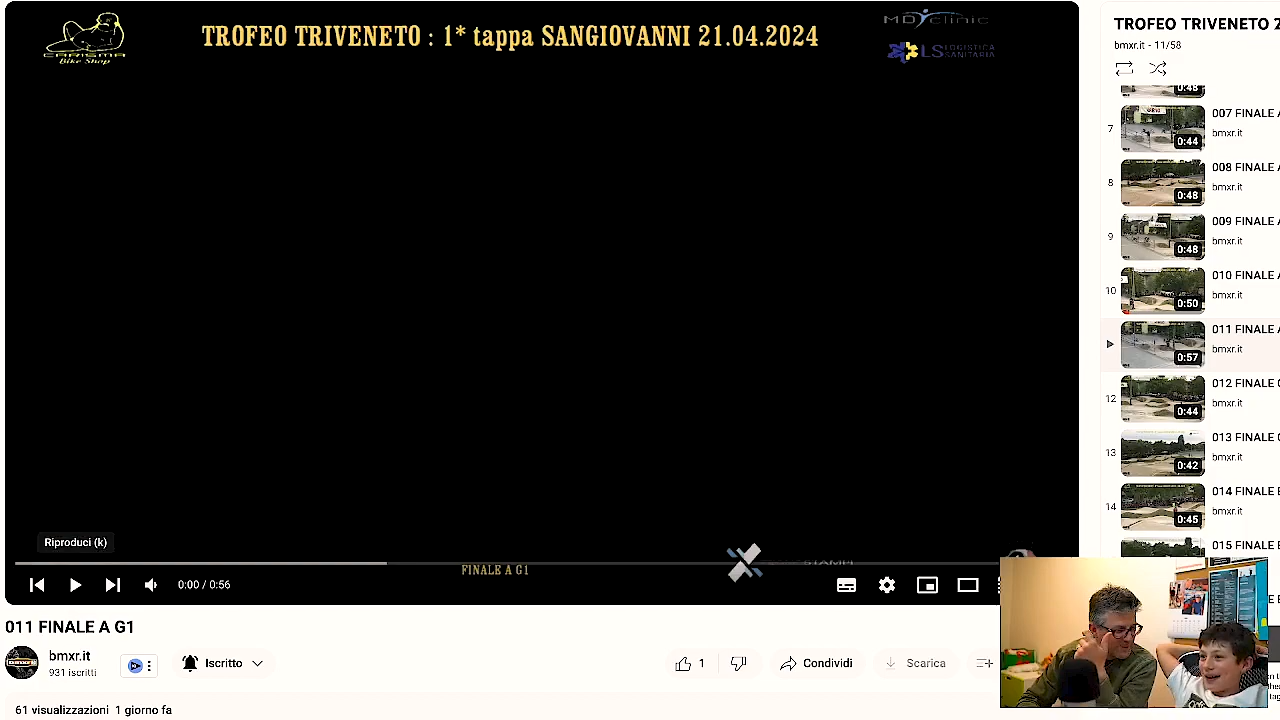 TROFEO TRIVENETO : 1* tappa SANGIOVANNI 21.04.2024
CARISMA
Bike Shop
MD clinic
LS LOGISTICA
SANITARIA
Riproduci (k)
FINALE A G1
0:00 / 0:56
011 FINALE A G1
bmxr.it
931 iscritti
Iscritto
1
Condividi
Scarica
61 visualizzazioni 1 giorno fa
TROFEO TRIVENETO 2
bmxr.it - 11/58
0:48
7
0:44
007 FINALE A
bmxr.it
8
0:48
008 FINALE A
bmxr.it
9
0:48
009 FINALE A
bmxr.it
10
0:50
010 FINALE A
bmxr.it
0:57
011 FINALE A
bmxr.it
12
0:44
012 FINALE
bmxr.it
13
0:42
013 FINALE
bmxr.it
14
0:45
014 FINALE
bmxr.it
015 FINALE